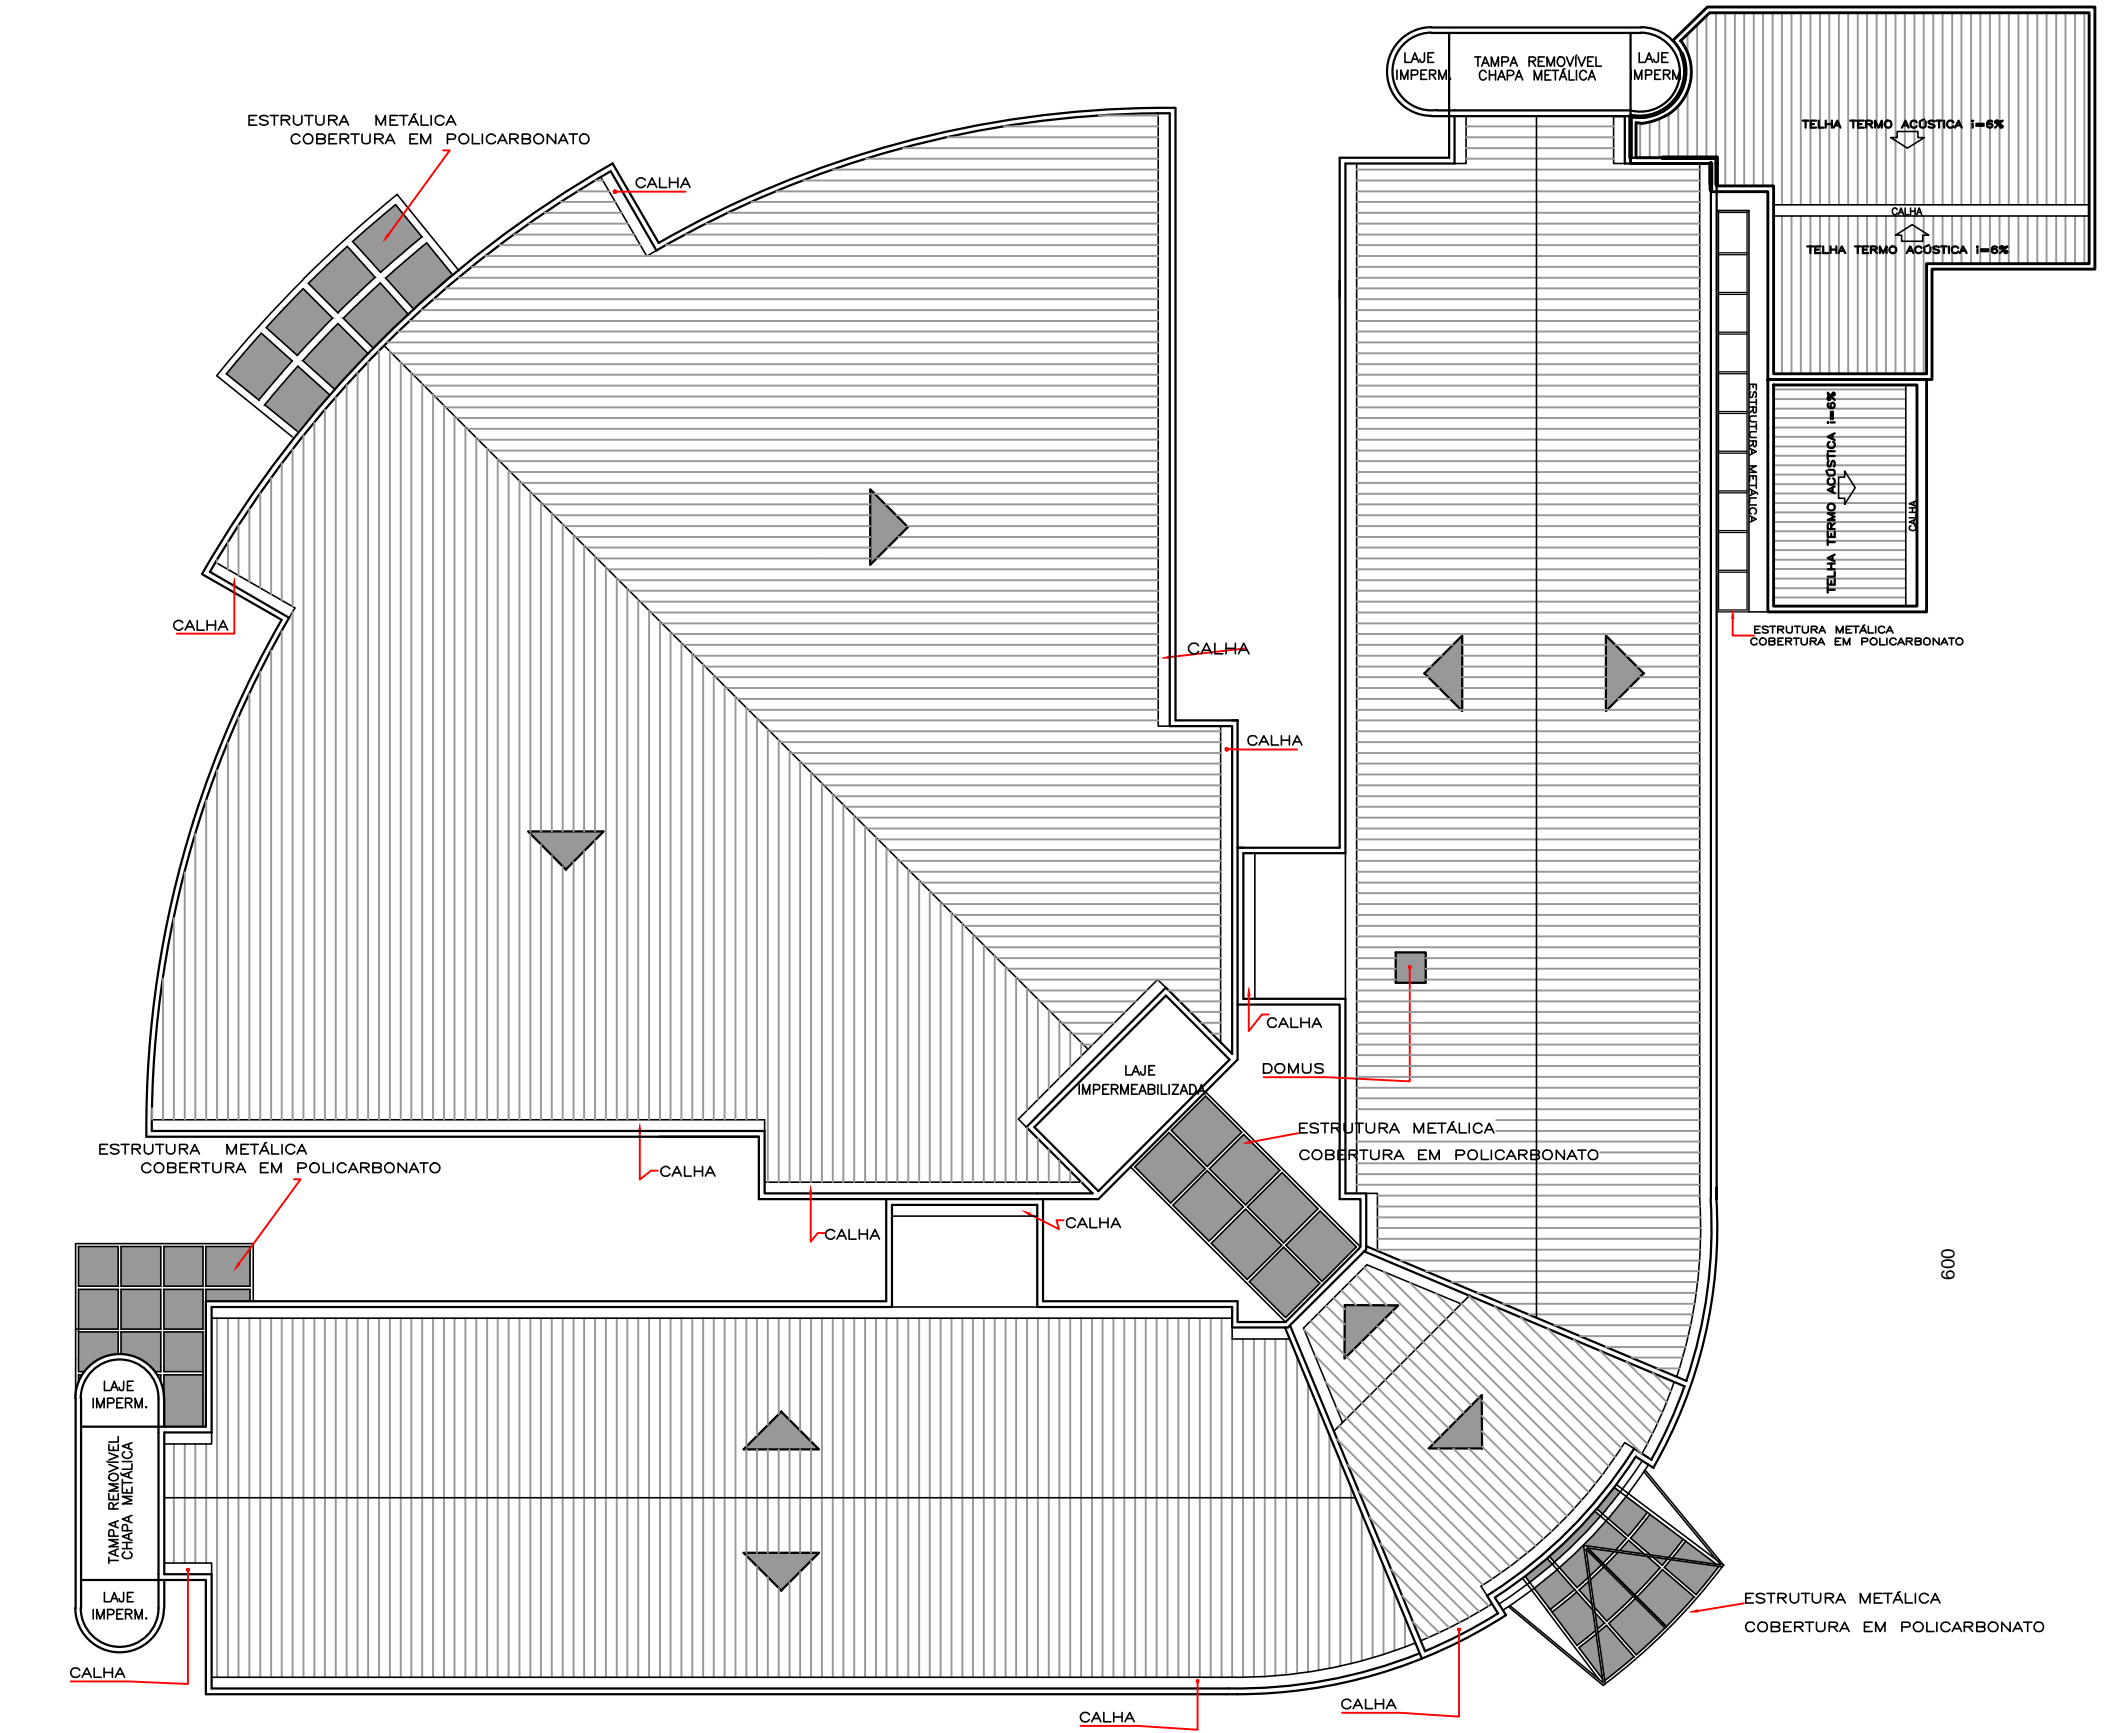 LAJE
IMPERM.
TAMPA REMOVÍVEL
CHAPA METÁLICA
LAJE
IMPERM
ESTRUTURA METÁLICA
COBERTURA EM POLICARBONATO
TELHA TERMO ACÚSTICA i=6%
CALHA
CALHA
TELHA TERMO ACÚSTICA i=6%
ESTRUTURA METÁLICA
TELHA TERMO ACÚSTICA i=6%
CALHA
CALHA
ESTRUTURA METÁLICA
COBERTURA EM POLICARBONATO
CALHA
CALHA
CALHA
DOMUS
LAJE
IMPERMEABILIZADA
ESTRUTURA METÁLICA
COBERTURA EM POLICARBONATO
ESTRUTURA METÁLICA
COBERTURA EM POLICARBONATO
CALHA
CALHA
CALHA
600
LAJE
IMPERM.
TAMPA REMOVÍVEL
CHAPA METÁLICA
LAJE
IMPERM.
ESTRUTURA METÁLICA
COBERTURA EM POLICARBONATO
CALHA
CALHA
CALHA